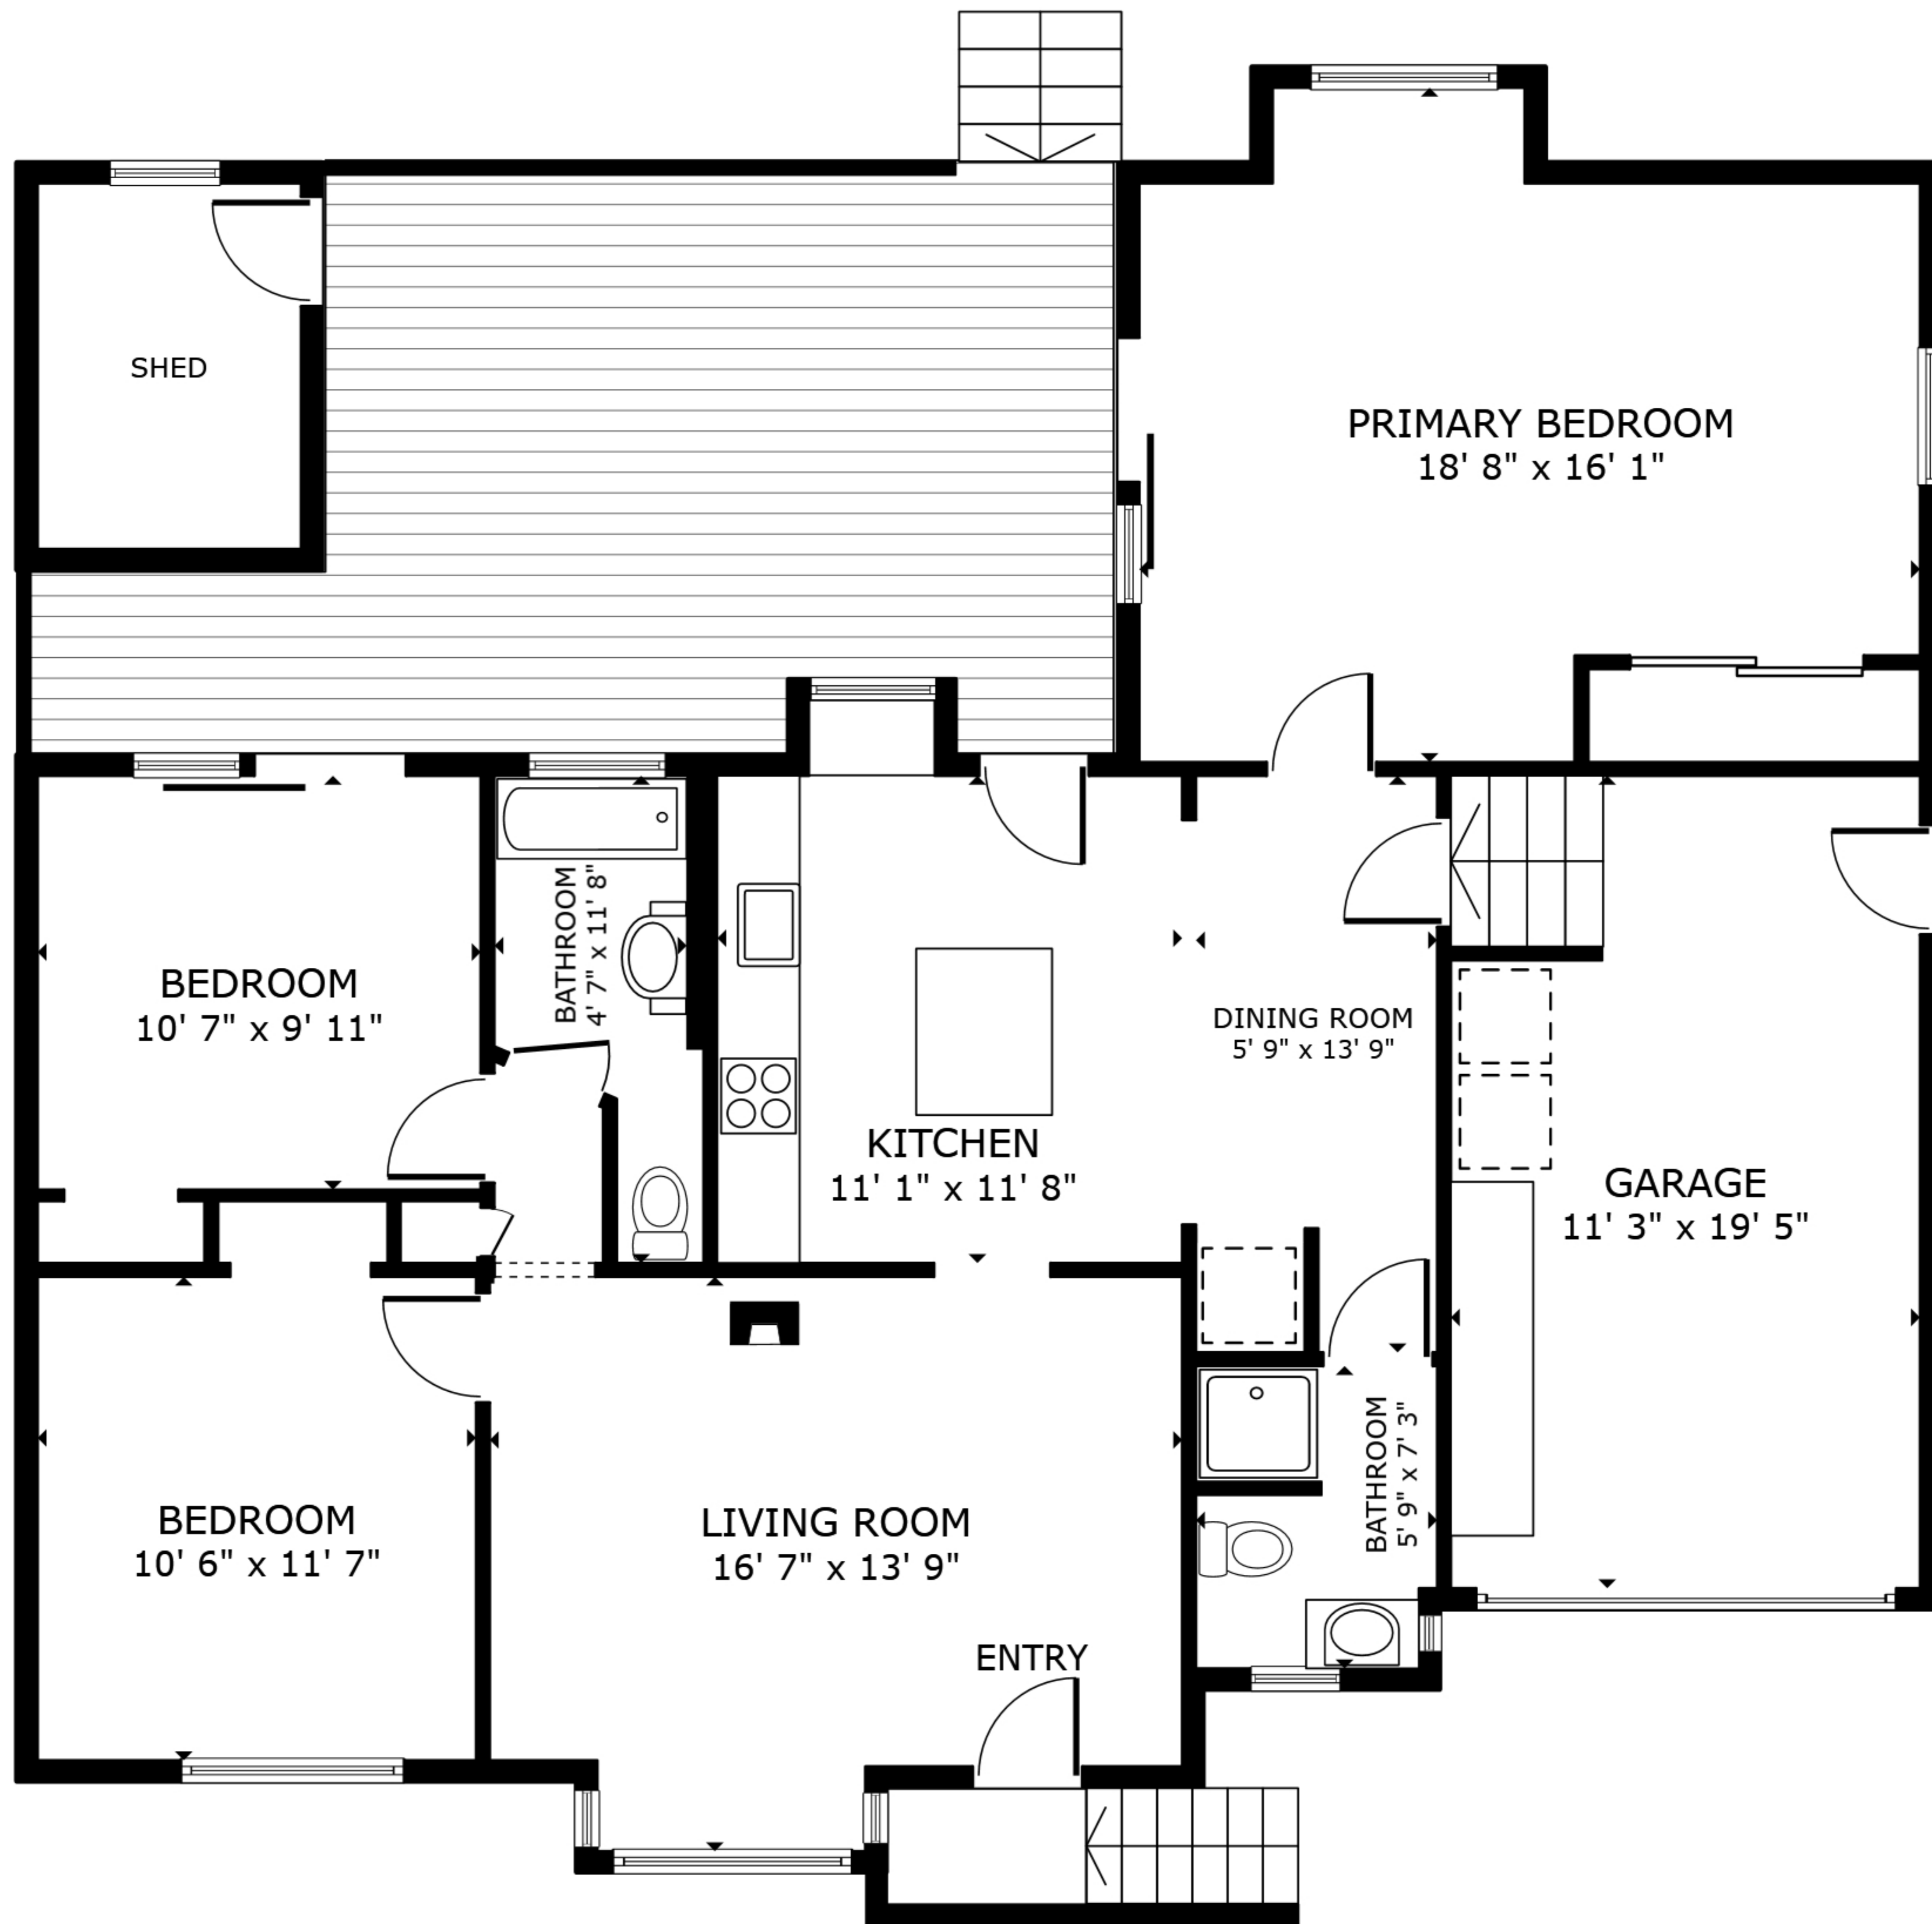 SHED
PRIMARY BEDROOM
18' 8" x 16' 1"
BEDROOM
10' 7" x 9' 11"
BATHROOM
4' 7" x 11' 8"
DINING ROOM
5' 9" x 13' 9"
KITCHEN
11' 1" x 11' 8"
GARAGE
11' 3" x 19' 5"
BEDROOM
10' 6" x 11' 7"
LIVING ROOM
16' 7" x 13' 9"
BATHROOM
5' 9" x 7' 3"
ENTRY